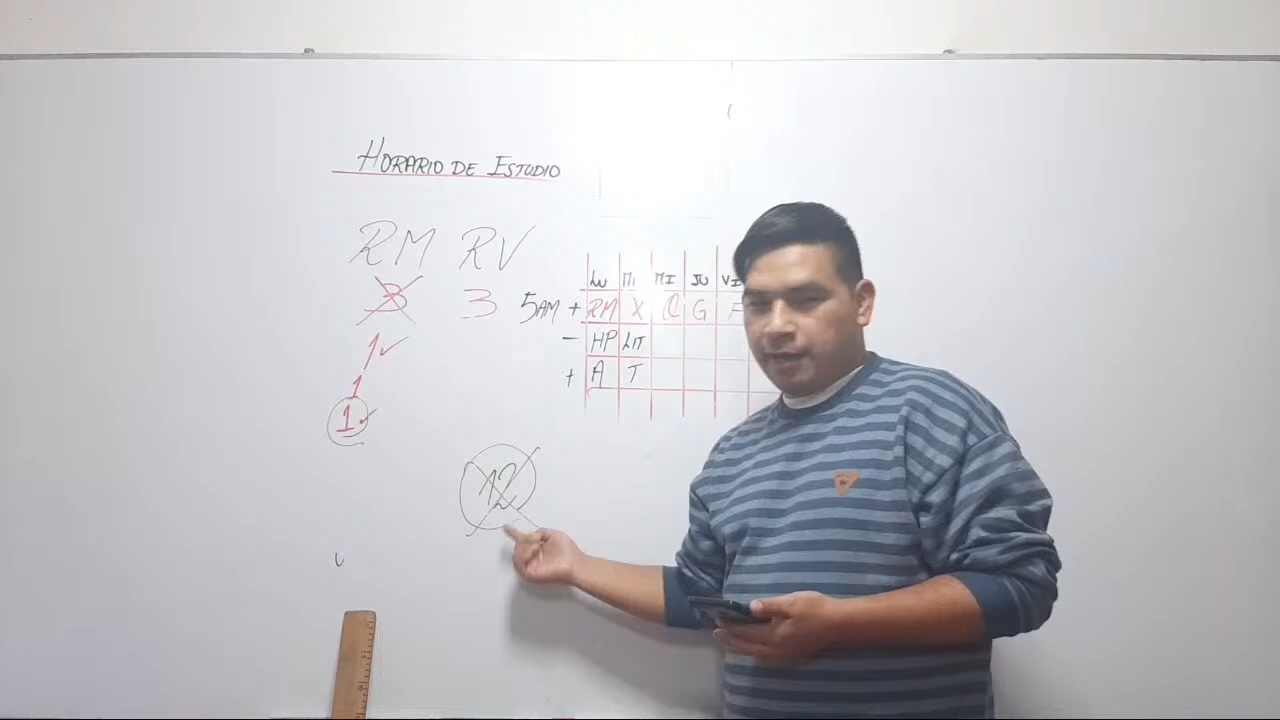 HORARIO DE ESTUDIO
RM RV
3 3
1
1
1
12
LU MI JU VI
5AM + RM X Q G F
- HP LIT
+ A T